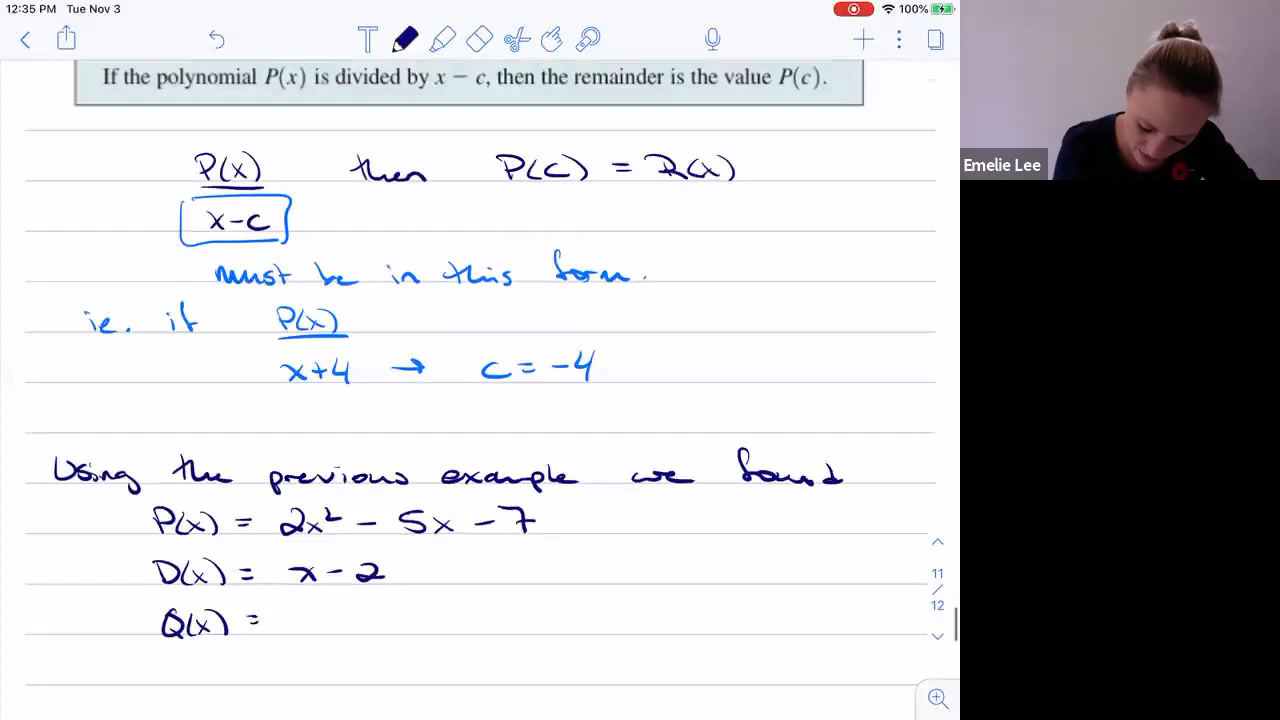 12:35 PM Tue Nov 3 100%
If the polynomial P(x) is divided by x − c, then the remainder is the value P(c).
Emelie Lee
P(x) then P(c) = R(x)
x-c
must be in this form.
ie. if P(x)
x+4 → c = -4
Using the previous example we found
P(x) = 2x² - 5x - 7
D(x) = x - 2
Q(x) =
11
/
12